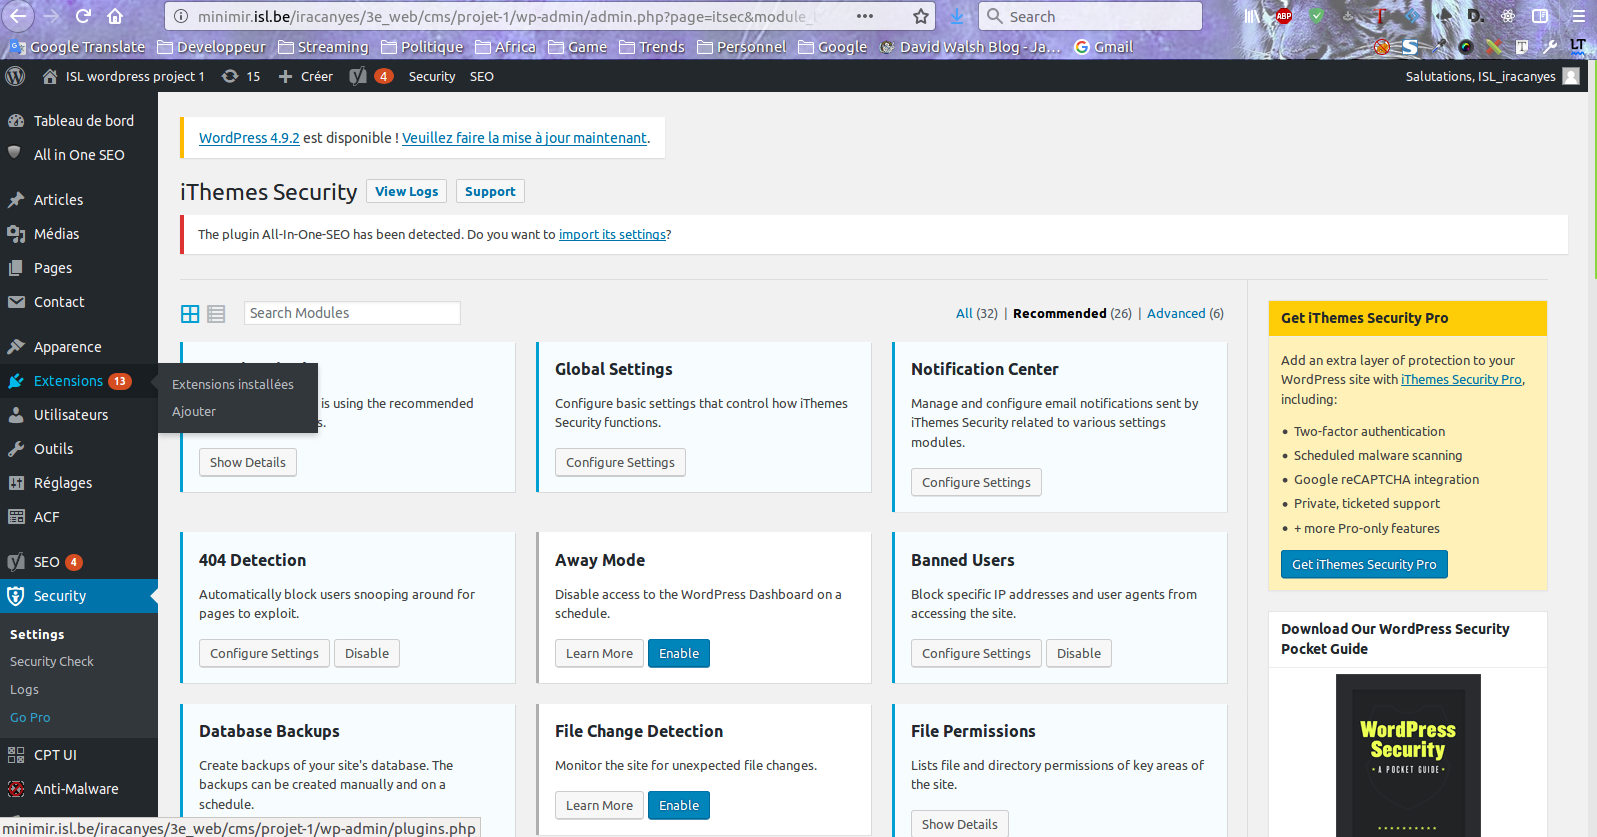 minimir.isl.be/iracanyes/3e_web/cms/projet-1/wp-admin/admin.php?page=itsec&module_
Search
ABP
Google Translate
Developpeur
Streaming
Politique
Africa
Game
Trends
Personnel
Google
David Walsh Blog - Ja…
Gmail
ISL wordpress project 1
15
Créer
4
Security
SEO
Salutations, ISL_iracanyes
Tableau de bord
All in One SEO
Articles
Médias
Pages
Contact
Apparence
Extensions 13
Extensions installées
Ajouter
Utilisateurs
Outils
Réglages
ACF
SEO 4
Security
Settings
Security Check
Logs
Go Pro
CPT UI
Anti-Malware
WordPress 4.9.2 est disponible ! Veuillez faire la mise à jour maintenant.
iThemes Security
View Logs
Support
The plugin All-In-One-SEO has been detected. Do you want to import its settings?
Search Modules
All (32) | Recommended (26) | Advanced (6)
is using the recommended
s.
Show Details
Global Settings
Configure basic settings that control how iThemes
Security functions.
Configure Settings
Notification Center
Manage and configure email notifications sent by
iThemes Security related to various settings
modules.
Configure Settings
404 Detection
Automatically block users snooping around for
pages to exploit.
Configure Settings
Disable
Away Mode
Disable access to the WordPress Dashboard on a
schedule.
Learn More
Enable
Banned Users
Block specific IP addresses and user agents from
accessing the site.
Configure Settings
Disable
Database Backups
Create backups of your site's database. The
backups can be created manually and on a
schedule.
File Change Detection
Monitor the site for unexpected file changes.
Learn More
Enable
File Permissions
Lists file and directory permissions of key areas of
the site.
Show Details
Get iThemes Security Pro
Add an extra layer of protection to your
WordPress site with iThemes Security Pro,
including:
• Two-factor authentication
• Scheduled malware scanning
• Google reCAPTCHA integration
• Private, ticketed support
• + more Pro-only features
Get iThemes Security Pro
Download Our WordPress Security
Pocket Guide
WordPress
Security
• A POCKET GUIDE •
minimir.isl.be/iracanyes/3e_web/cms/projet-1/wp-admin/plugins.php